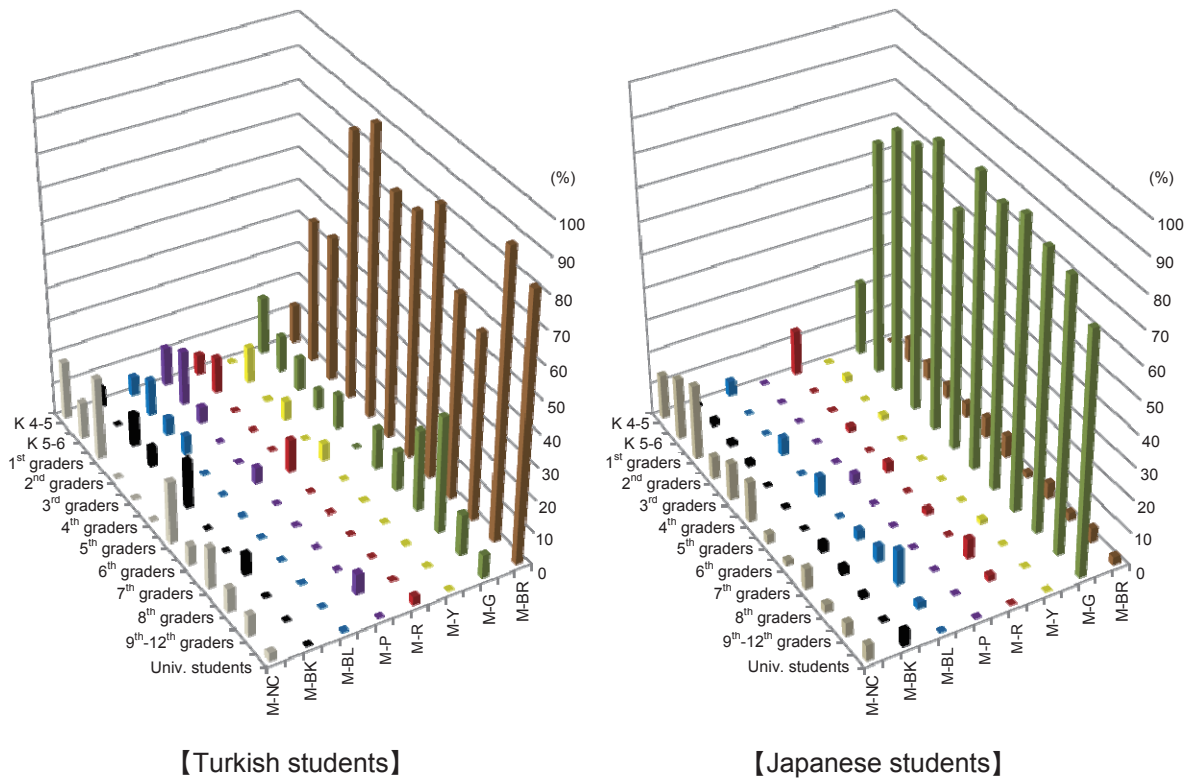 (%)
100
90
80
70
60
50
40
30
20
10
0
K 4-5
K 5-6
1st graders
2nd graders
3rd graders
4th graders
5th graders
6th graders
7th graders
8th graders
9th-12th graders
Univ. students
M-NC
M-BK
M-BL
M-P
M-R
M-Y
M-G
M-BR
【Turkish students】
(%)
100
90
80
70
60
50
40
30
20
10
0
K 4-5
K 5-6
1st graders
2nd graders
3rd graders
4th graders
5th graders
6th graders
7th graders
8th graders
9th-12th graders
Univ. students
M-NC
M-BK
M-BL
M-P
M-R
M-Y
M-G
M-BR
【Japanese students】